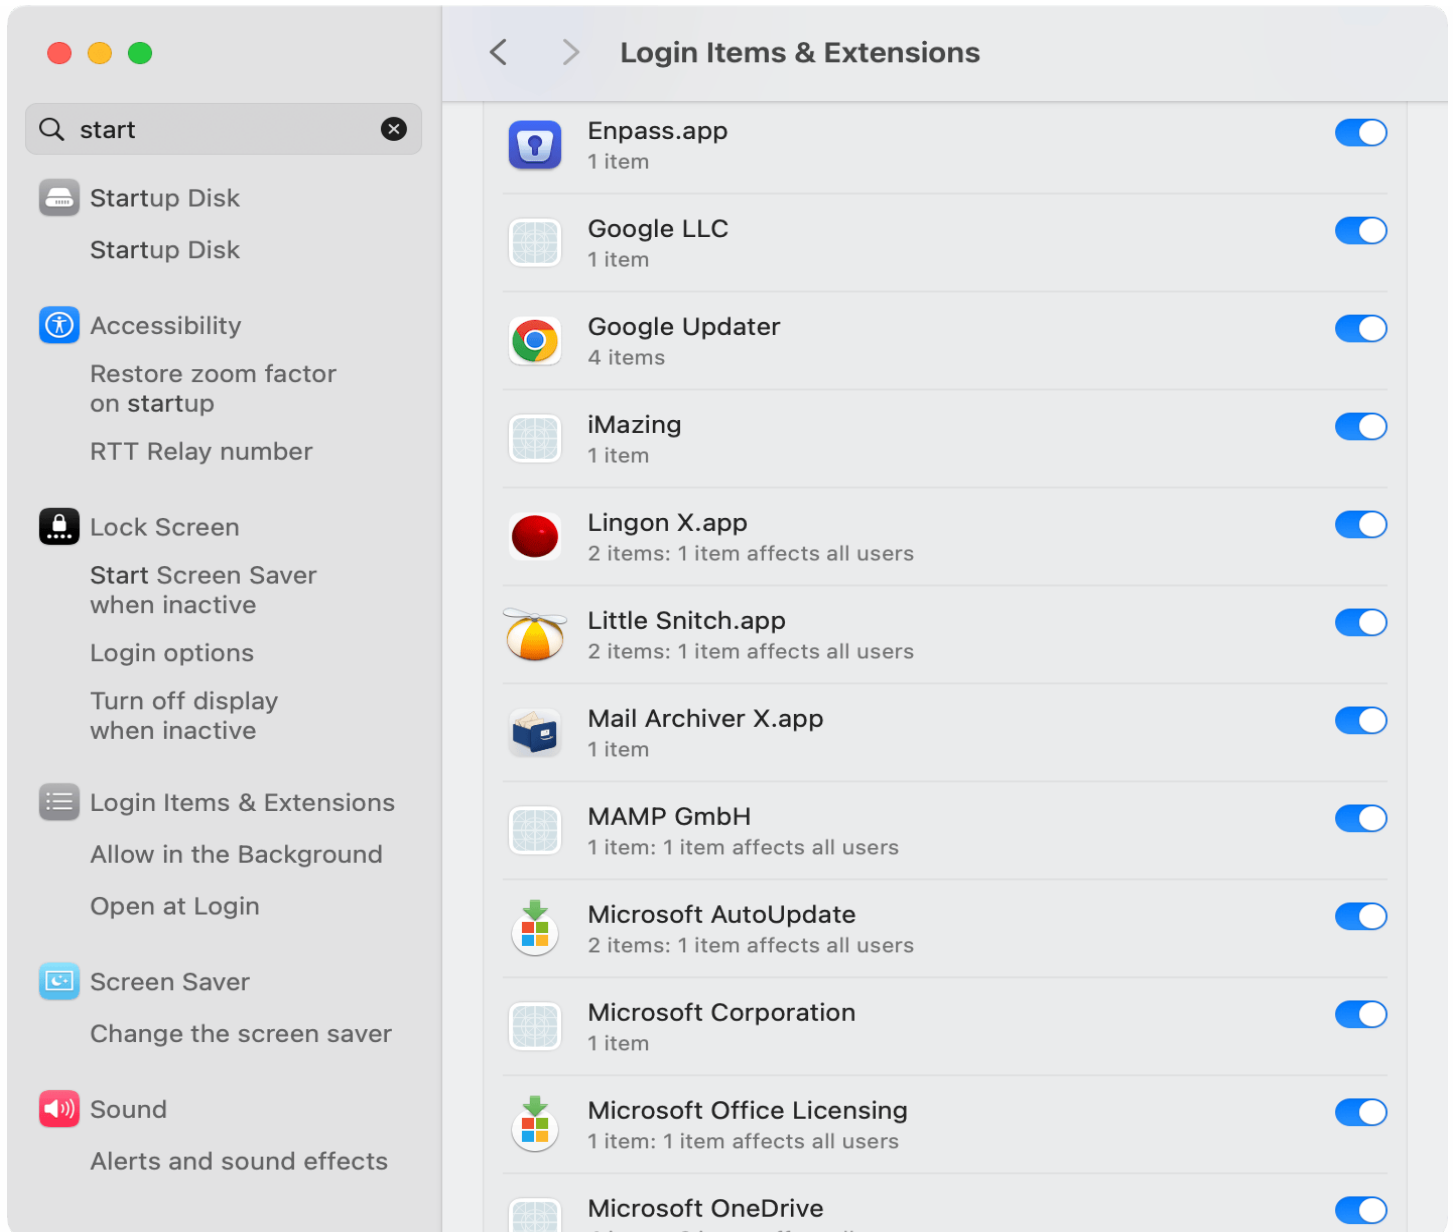 start
Startup Disk
Startup Disk
Accessibility
Restore zoom factor
on startup
RTT Relay number
Lock Screen
Start Screen Saver
when inactive
Login options
Turn off display
when inactive
Login Items & Extensions
Allow in the Background
Open at Login
Screen Saver
Change the screen saver
Sound
Alerts and sound effects
Login Items & Extensions
Enpass.app
1 item
Google LLC
1 item
Google Updater
4 items
iMazing
1 item
Lingon X.app
2 items: 1 item affects all users
Little Snitch.app
2 items: 1 item affects all users
Mail Archiver X.app
1 item
MAMP GmbH
1 item: 1 item affects all users
Microsoft AutoUpdate
2 items: 1 item affects all users
Microsoft Corporation
1 item
Microsoft Office Licensing
1 item: 1 item affects all users
Microsoft OneDrive